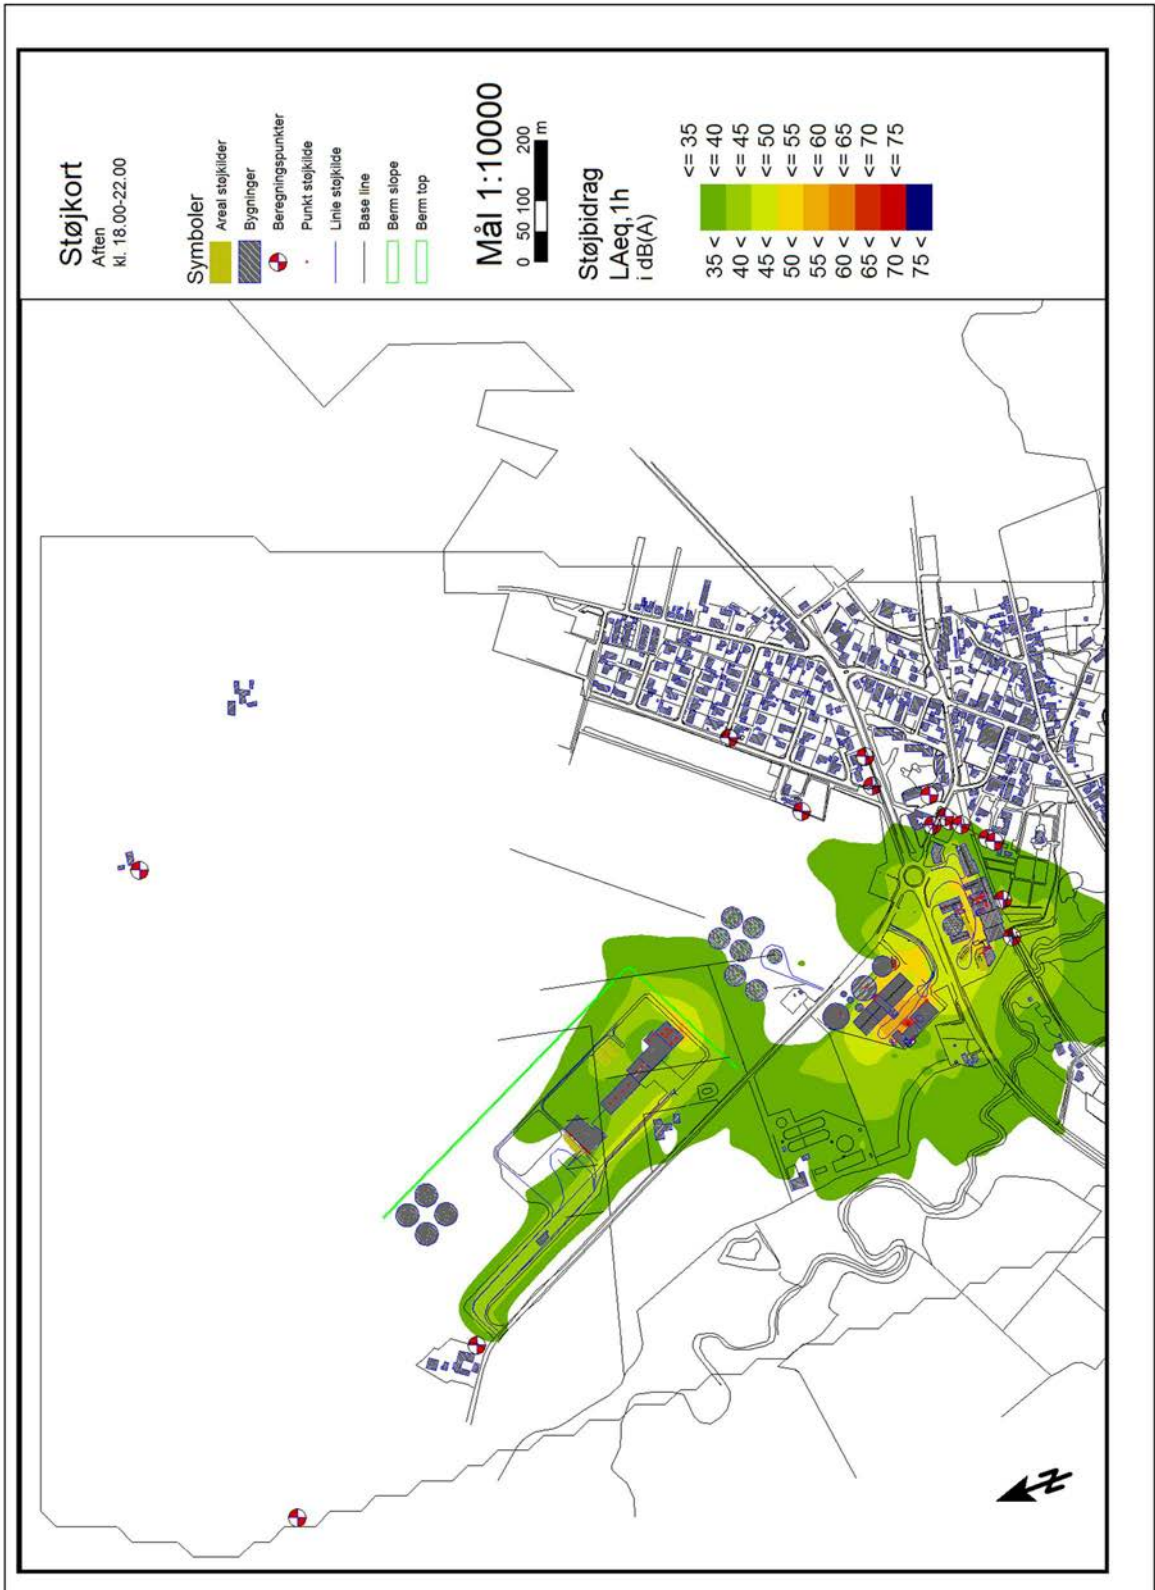 Støjkort
Aften
kl. 18.00-22.00
Symboler
Areal støjkilder
Bygninger
Beregningspunkter
Punkt støjkilde
Linie støjkilde
Base line
Berm slope
Berm top
Mål 1:10000
0 50 100 200
m
Støjbidrag
LAeq,1h
i dB(A)
<= 35
35 < <= 40
40 < <= 45
45 < <= 50
50 < <= 55
55 < <= 60
60 < <= 65
65 < <= 70
70 < <= 75
75 <
N